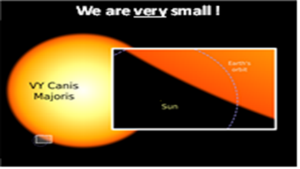 We are very small !
VY Canis
Majoris
Earth's
orbit
Sun